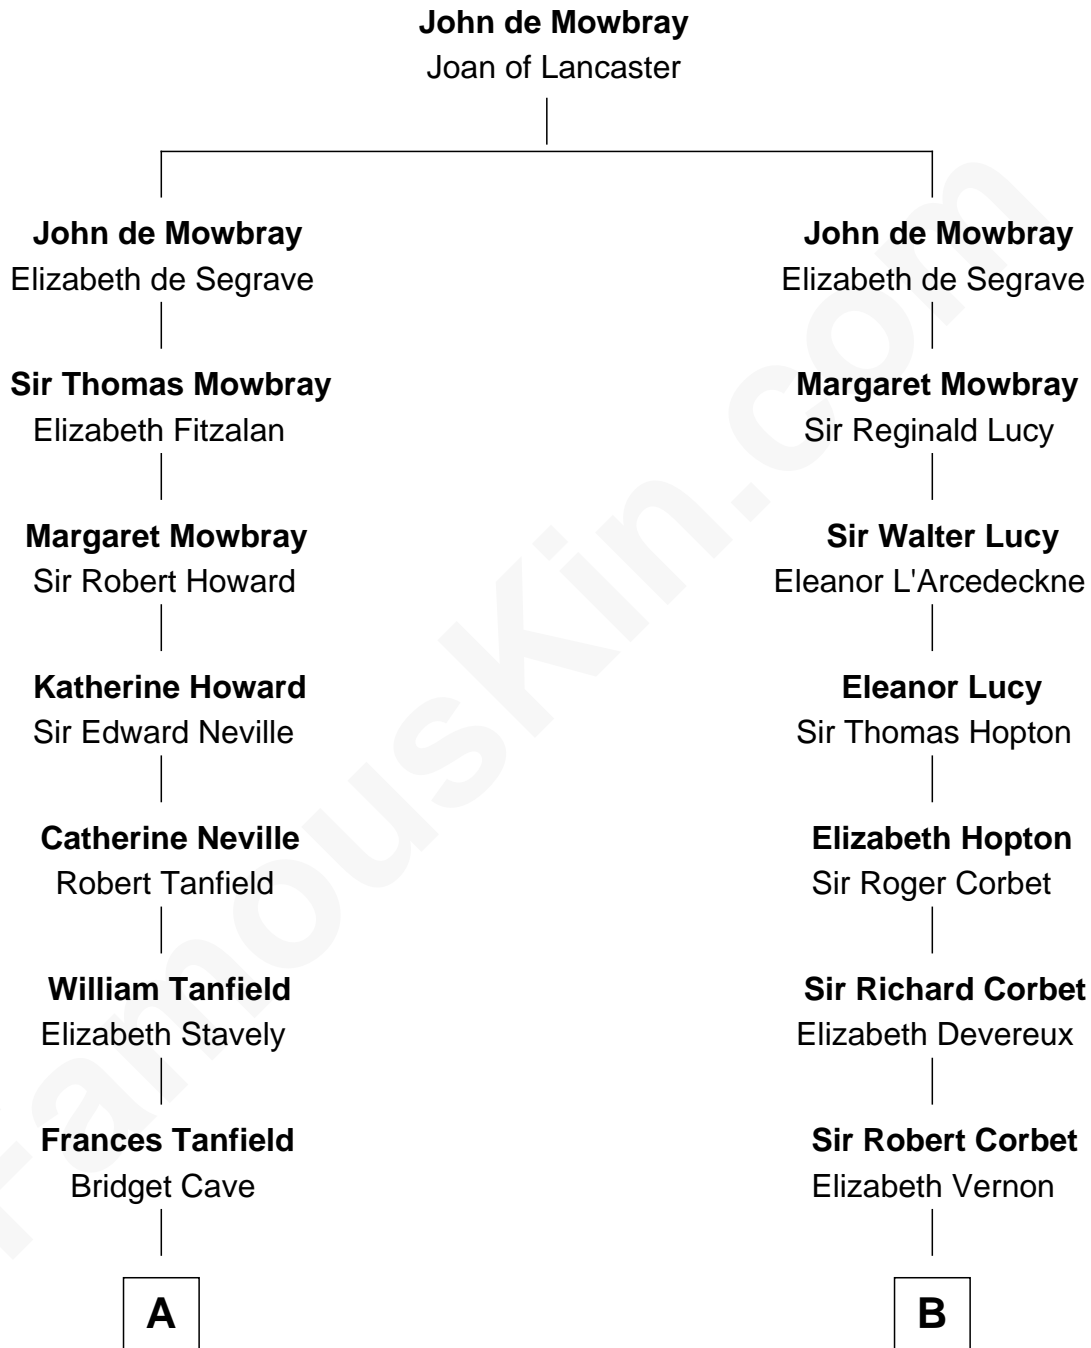 John de Mowbray
Joan of Lancaster
John de Mowbray
Elizabeth de Segrave
Sir Thomas Mowbray
Elizabeth Fitzalan
Margaret Mowbray
Sir Robert Howard
Katherine Howard
Sir Edward Neville
Catherine Neville
Robert Tanfield
William Tanfield
Elizabeth Stavely
Frances Tanfield
Bridget Cave
A
John de Mowbray
Elizabeth de Segrave
Margaret Mowbray
Sir Reginald Lucy
Sir Walter Lucy
Eleanor L'Arcedeckne
Eleanor Lucy
Sir Thomas Hopton
Elizabeth Hopton
Sir Roger Corbet
Sir Richard Corbet
Elizabeth Devereux
Sir Robert Corbet
Elizabeth Vernon
B
FamousKin.com